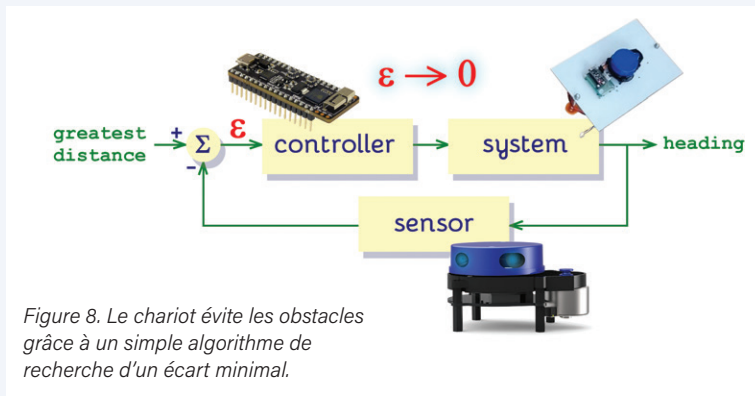 ε → 0
greatest
distance
+
Σ
-
ε
controller
system
heading
sensor
Figure 8. Le chariot évite les obstacles
grâce à un simple algorithme de
recherche d'un écart minimal.